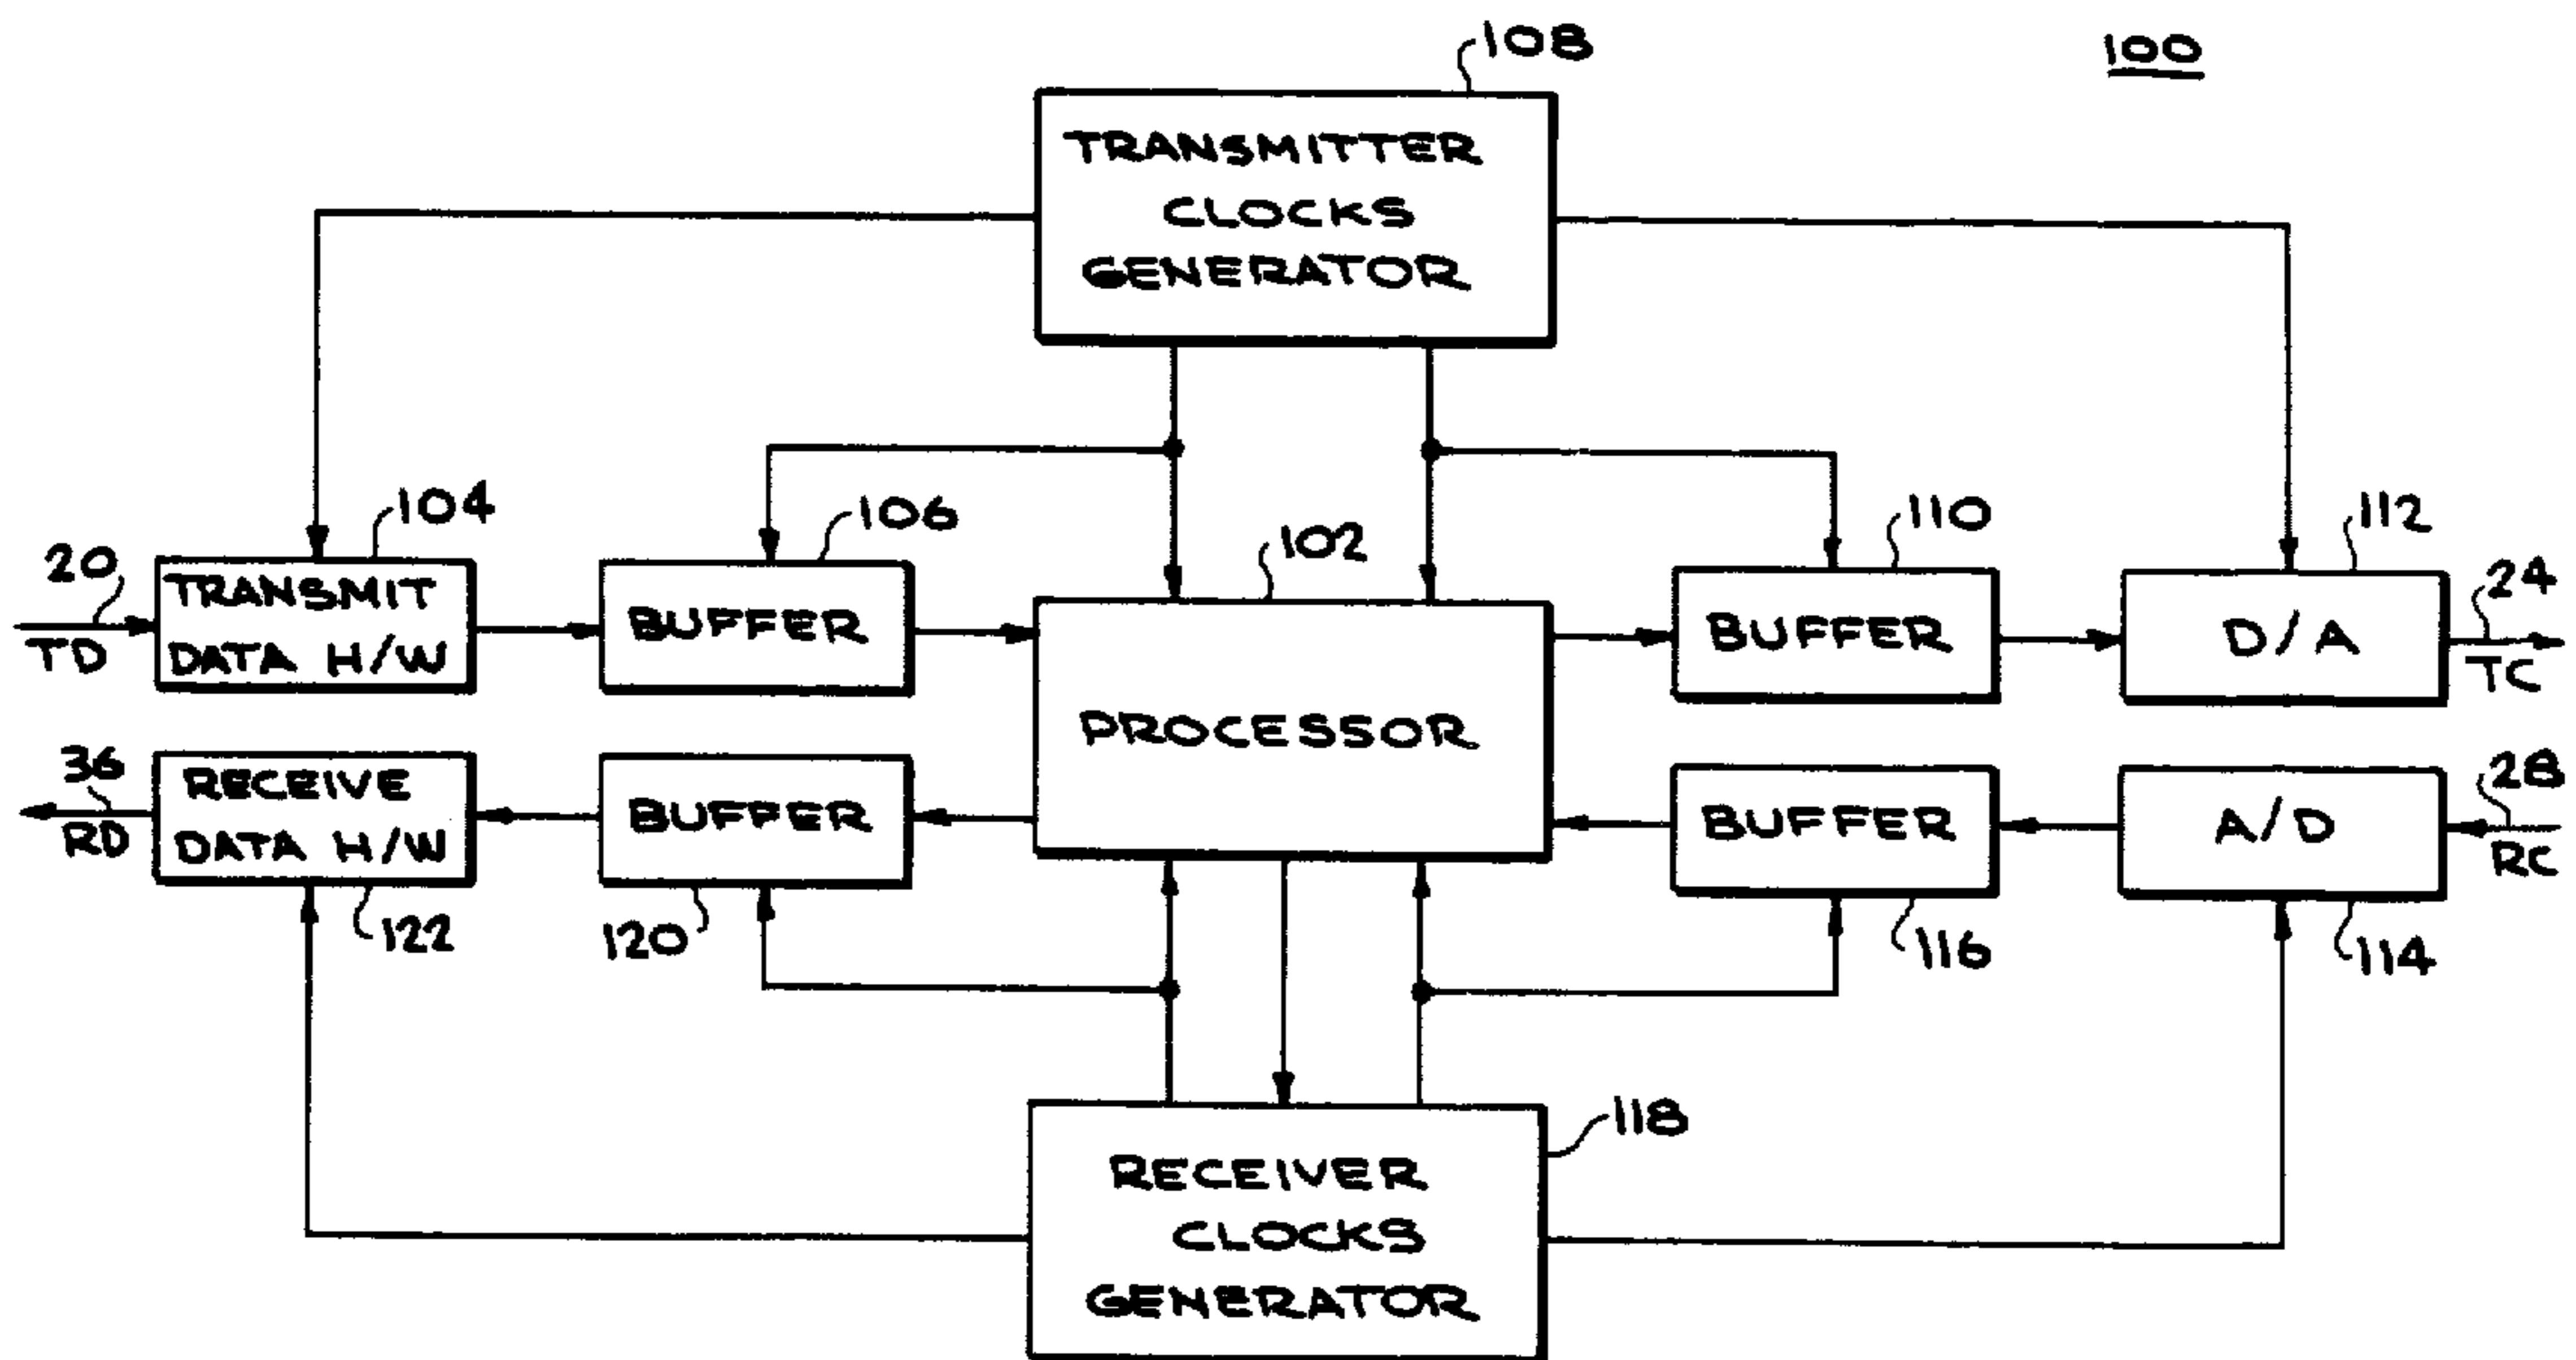 108
100
TRANSMITTER
CLOCKS
GENERATOR
104
106
102
110
112
20
24
TRANSMIT
DATA H/W
BUFFER
PROCESSOR
BUFFER
D/A
TD
TC
36
28
RECEIVE
DATA H/W
BUFFER
BUFFER
A/D
RD
RC
122
120
116
114
118
RECEIVER
CLOCKS
GENERATOR